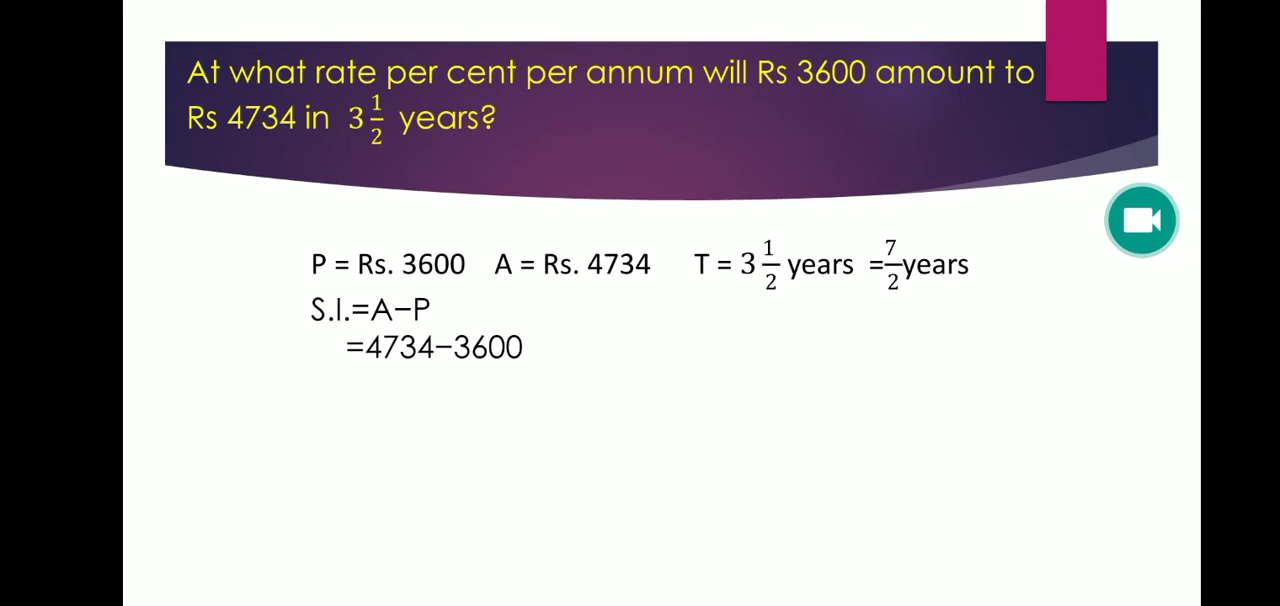 At what rate per cent per annum will Rs 3600 amount to
Rs 4734 in 3 1/2 years?
P = Rs. 3600 A = Rs. 4734 T = 3 1/2 years = 7/2 years
S.I.=A−P
=4734−3600